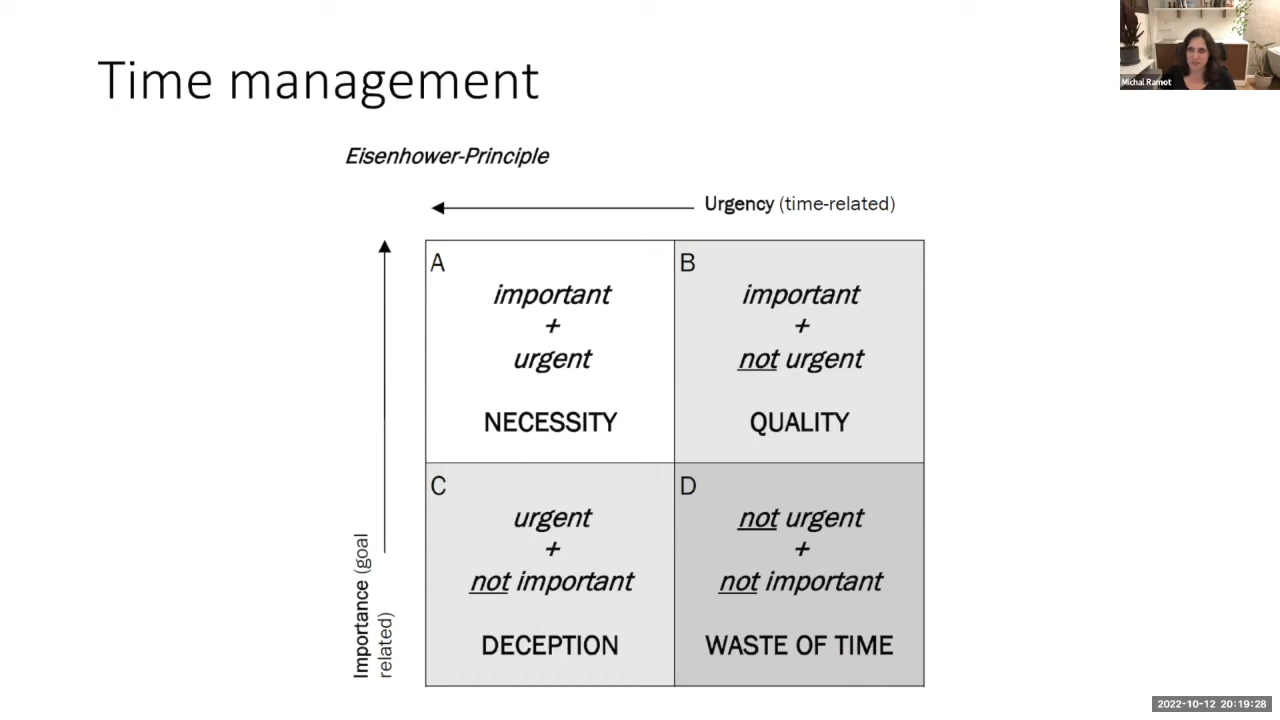 Time management
Michal Ramot
Eisenhower-Principle
Urgency (time-related)
Importance (goal
related)
A
important
+
urgent
NECESSITY
B
important
+
not urgent
QUALITY
C
urgent
+
not important
DECEPTION
D
not urgent
+
not important
WASTE OF TIME
2022-10-12 20:19:28